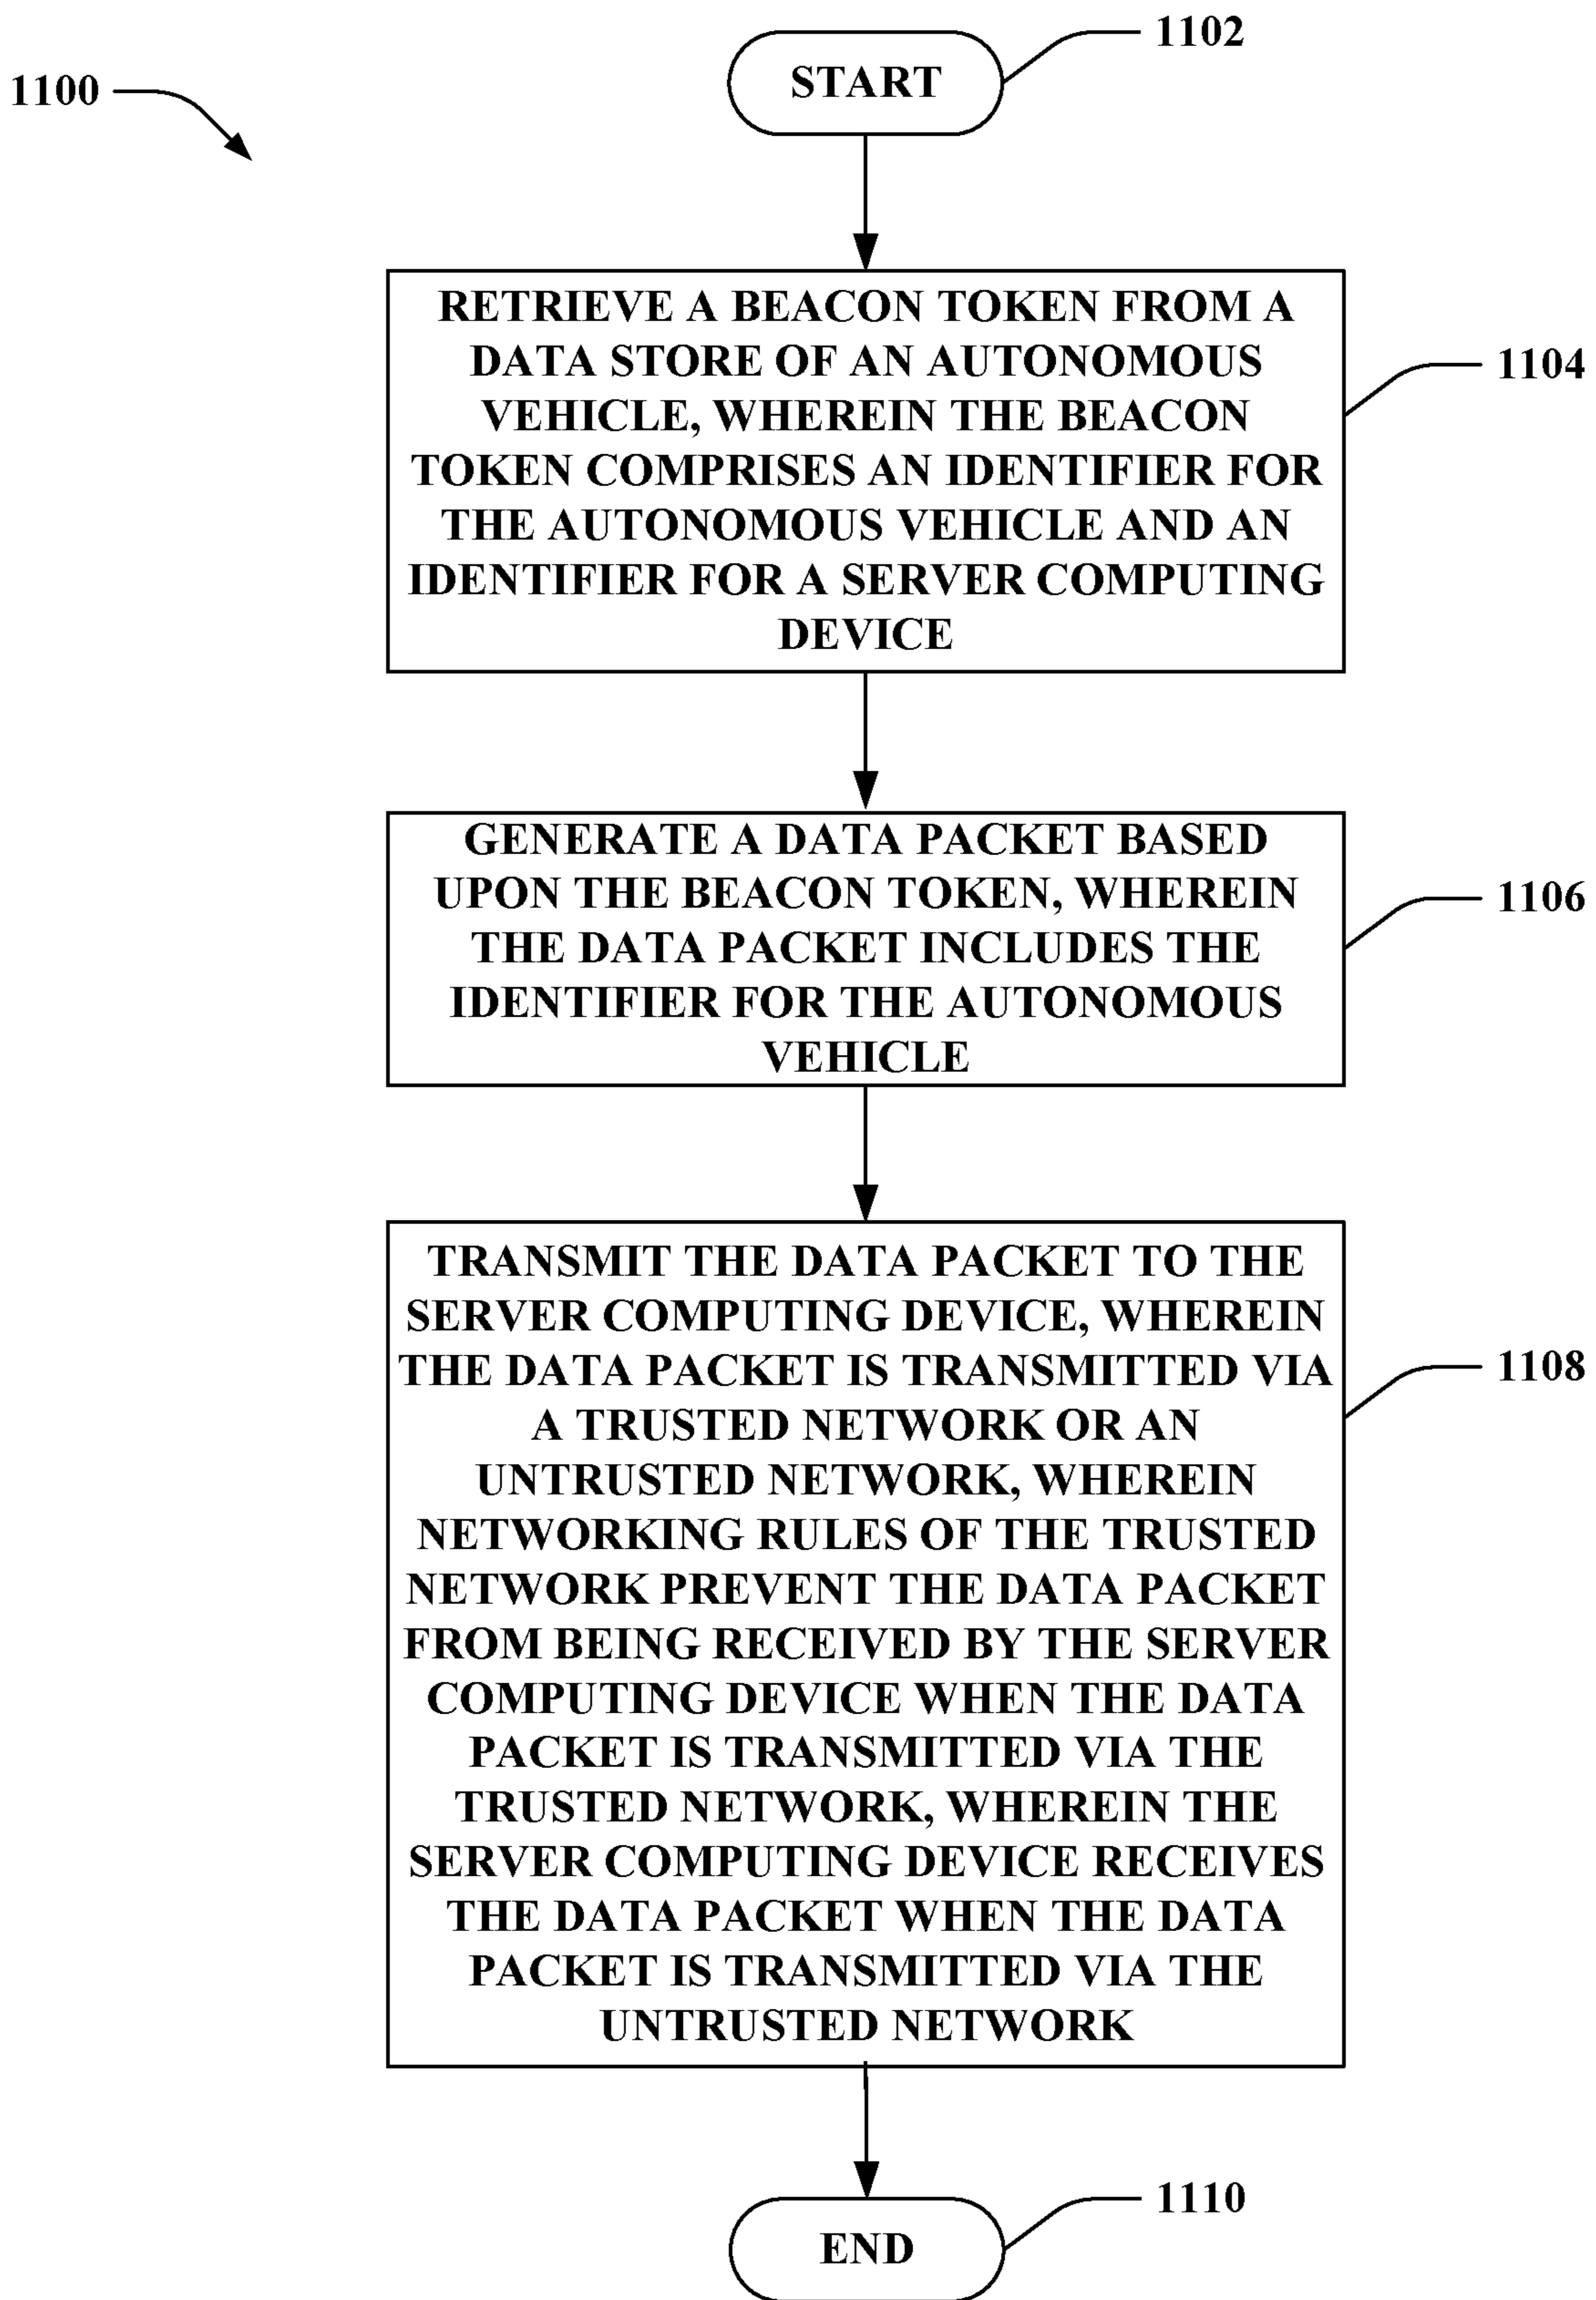 1102
START
1100
RETRIEVE A BEACON TOKEN FROM A
DATA STORE OF AN AUTONOMOUS
VEHICLE, WHEREIN THE BEACON
TOKEN COMPRISES AN IDENTIFIER FOR
THE AUTONOMOUS VEHICLE AND AN
IDENTIFIER FOR A SERVER COMPUTING
DEVICE
1104
GENERATE A DATA PACKET BASED
UPON THE BEACON TOKEN, WHEREIN
THE DATA PACKET INCLUDES THE
IDENTIFIER FOR THE AUTONOMOUS
VEHICLE
1106
TRANSMIT THE DATA PACKET TO THE
SERVER COMPUTING DEVICE, WHEREIN
THE DATA PACKET IS TRANSMITTED VIA
A TRUSTED NETWORK OR AN
UNTRUSTED NETWORK, WHEREIN
NETWORKING RULES OF THE TRUSTED
NETWORK PREVENT THE DATA PACKET
FROM BEING RECEIVED BY THE SERVER
COMPUTING DEVICE WHEN THE DATA
PACKET IS TRANSMITTED VIA THE
TRUSTED NETWORK, WHEREIN THE
SERVER COMPUTING DEVICE RECEIVES
THE DATA PACKET WHEN THE DATA
PACKET IS TRANSMITTED VIA THE
UNTRUSTED NETWORK
1108
1110
END